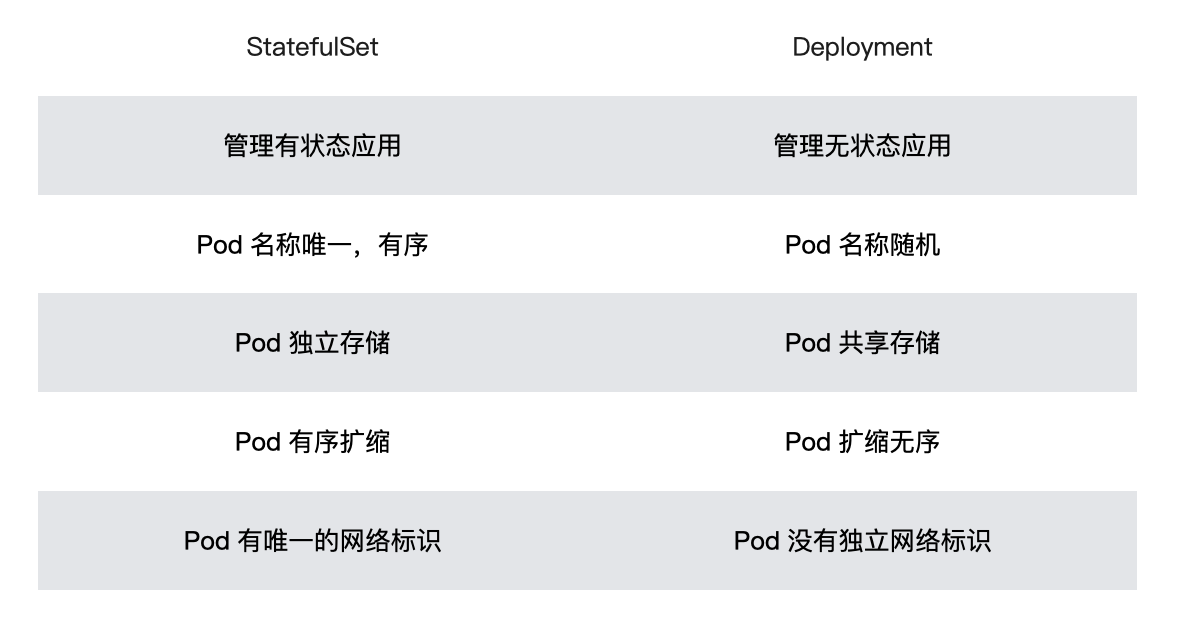 StatefulSet Deployment
管理有状态应用 管理无状态应用
Pod 名称唯一，有序 Pod 名称随机
Pod 独立存储 Pod 共享存储
Pod 有序扩缩 Pod 扩缩无序
Pod 有唯一的网络标识 Pod 没有独立网络标识